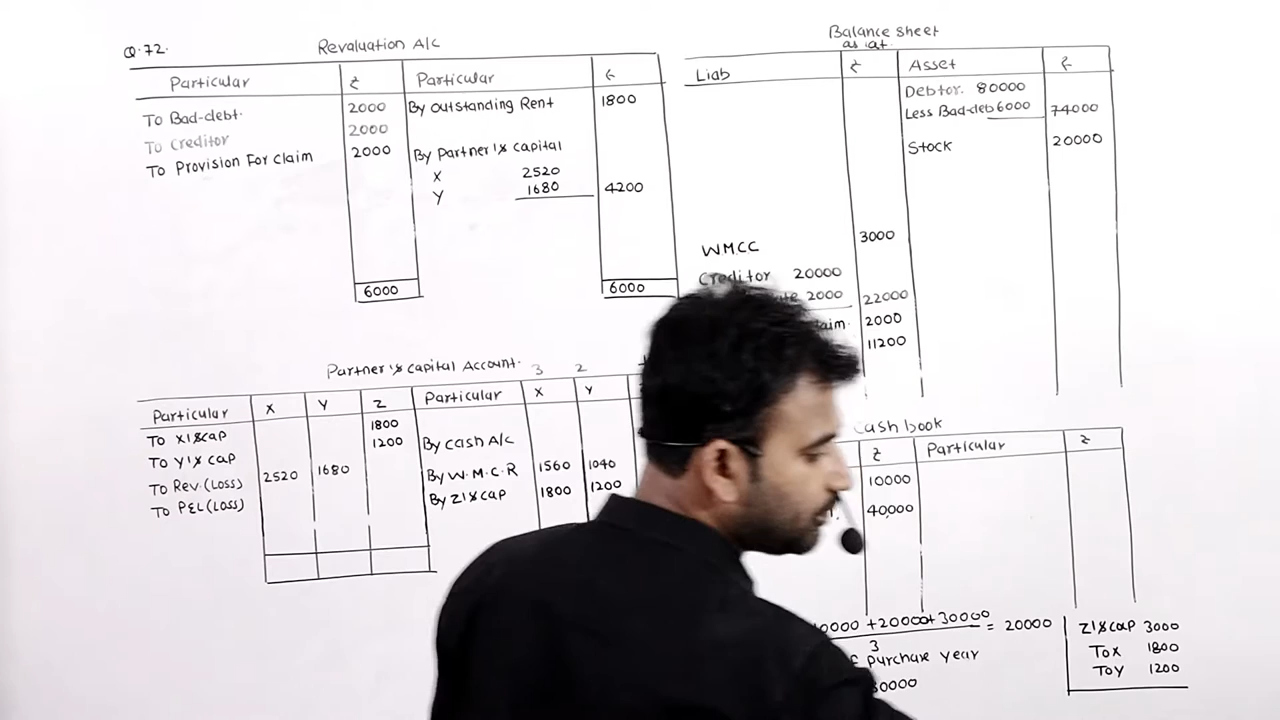 Q.72.
Revaluation A/c
Particular ₹ Particular ₹
To Bad-debt. 2000 By outstanding Rent 1800
To Creditor 2000
To Provision For claim 2000 By Partner's capital
X 2520
Y 1680 4200
6000 6000
Balance sheet
as at.
Liab ₹ Asset ₹
Debtor. 80000
Less Bad-deb 6000 74000
Stock 20000
WMCC 3000
Creditor 20000
2000 22000
2000
11200
Partner's capital Account. 3 2
Particular X Y Z Particular X Y
To X's cap 1800
To Y's cap 1200 By cash A/c
To Rev. (Loss) 2520 1680 By W.M.C.R 1560 1040
To P&L (Loss) By Z's cap 1800 1200
Cash book
₹ Particular ₹
10000
40,000
0000 + 20000 + 30000 = 20000
3
Purchase year
0000
Z's cap 3000
To X 1800
To Y 1200